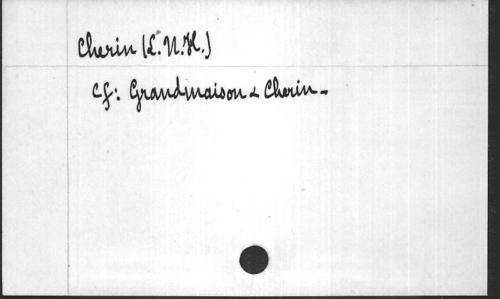 Cherin (L. N. H.)
Cf: Grandmaison & Cherin -